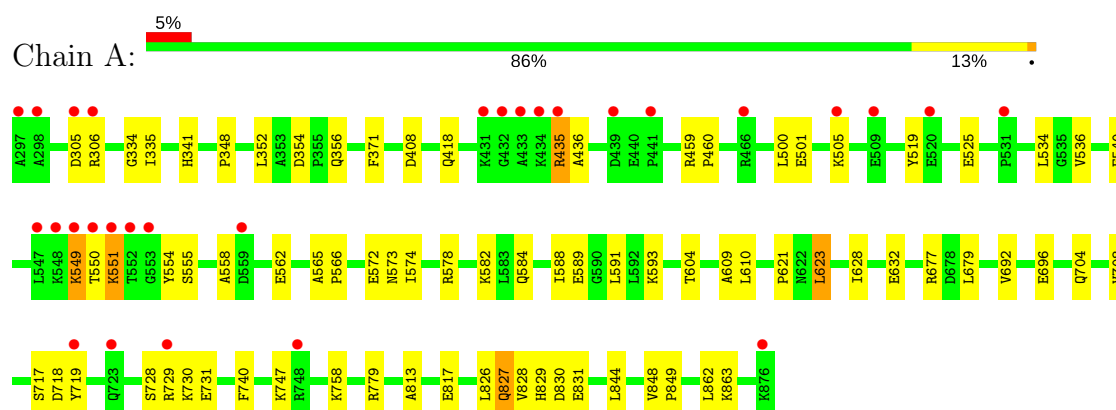 5%
Chain A:
86% 13% •
A297 A298 D305 R306 G334 I335 H341 P348 L352 A353 D354 P355 Q356 F371 D408 Q418 K431 G432 A433 K434 R435 A436 D439 E440 P441 R459 P460 Y466 L500 E501 K505 E509 Y519 E520 E525 P531 L534 G535 V536
L547 K548 K549 T550 K551 T552 G553 Y554 S555 A558 D559 E562 A565 P566 E572 N573 I574 R578 K582 L583 Q584 I588 E589 G590 L591 L592 K593 T604 A609 L610 P621 N622 L623 I628 E632 R677 D678 L679 V692 E696 Q704
S717 D718 Y719 Q723 S728 R729 K730 E731 F740 K747 R748 K758 R779 A813 E817 L826 Q827 V828 H829 D830 E831 L844 V848 P849 L862 K863 K876